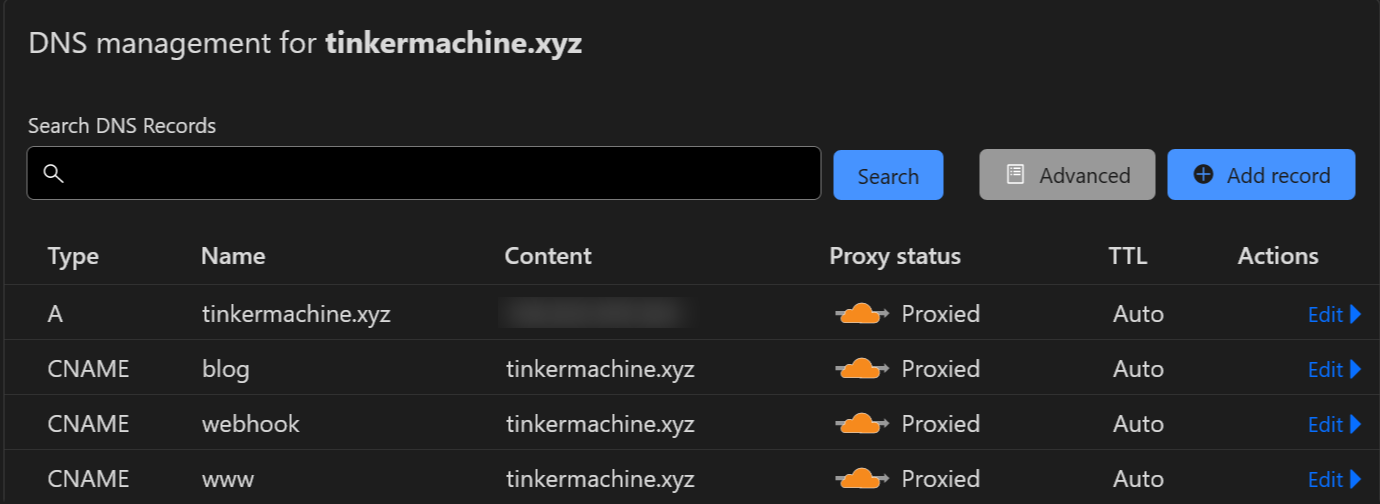 DNS management for tinkermachine.xyz
Search DNS Records
Search Advanced Add record
Type Name Content Proxy status TTL Actions
A tinkermachine.xyz Proxied Auto Edit
CNAME blog tinkermachine.xyz Proxied Auto Edit
CNAME webhook tinkermachine.xyz Proxied Auto Edit
CNAME www tinkermachine.xyz Proxied Auto Edit